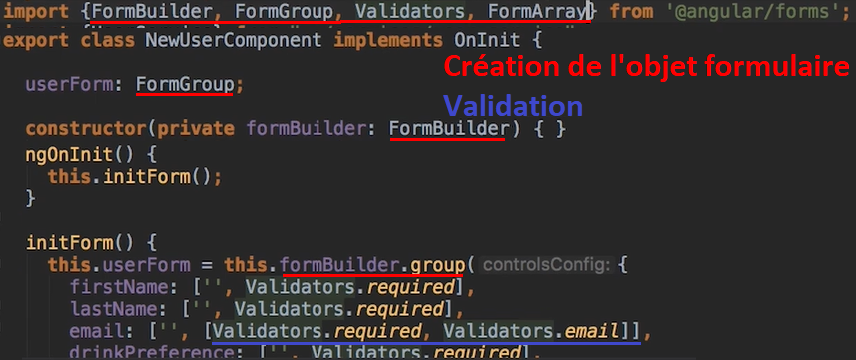 import {FormBuilder, FormGroup, Validators, FormArray} from '@angular/forms';
export class NewUserComponent implements OnInit {
Création de l'objet formulaire
userForm: FormGroup;
Validation
constructor(private formBuilder: FormBuilder) { }
ngOnInit() {
this.initForm();
}
initForm() {
this.userForm = this.formBuilder.group( controlsConfig: {
firstName: ['', Validators.required],
lastName: ['', Validators.required],
email: ['', [Validators.required, Validators.email]],
drinkPreference: ['', Validators.required],